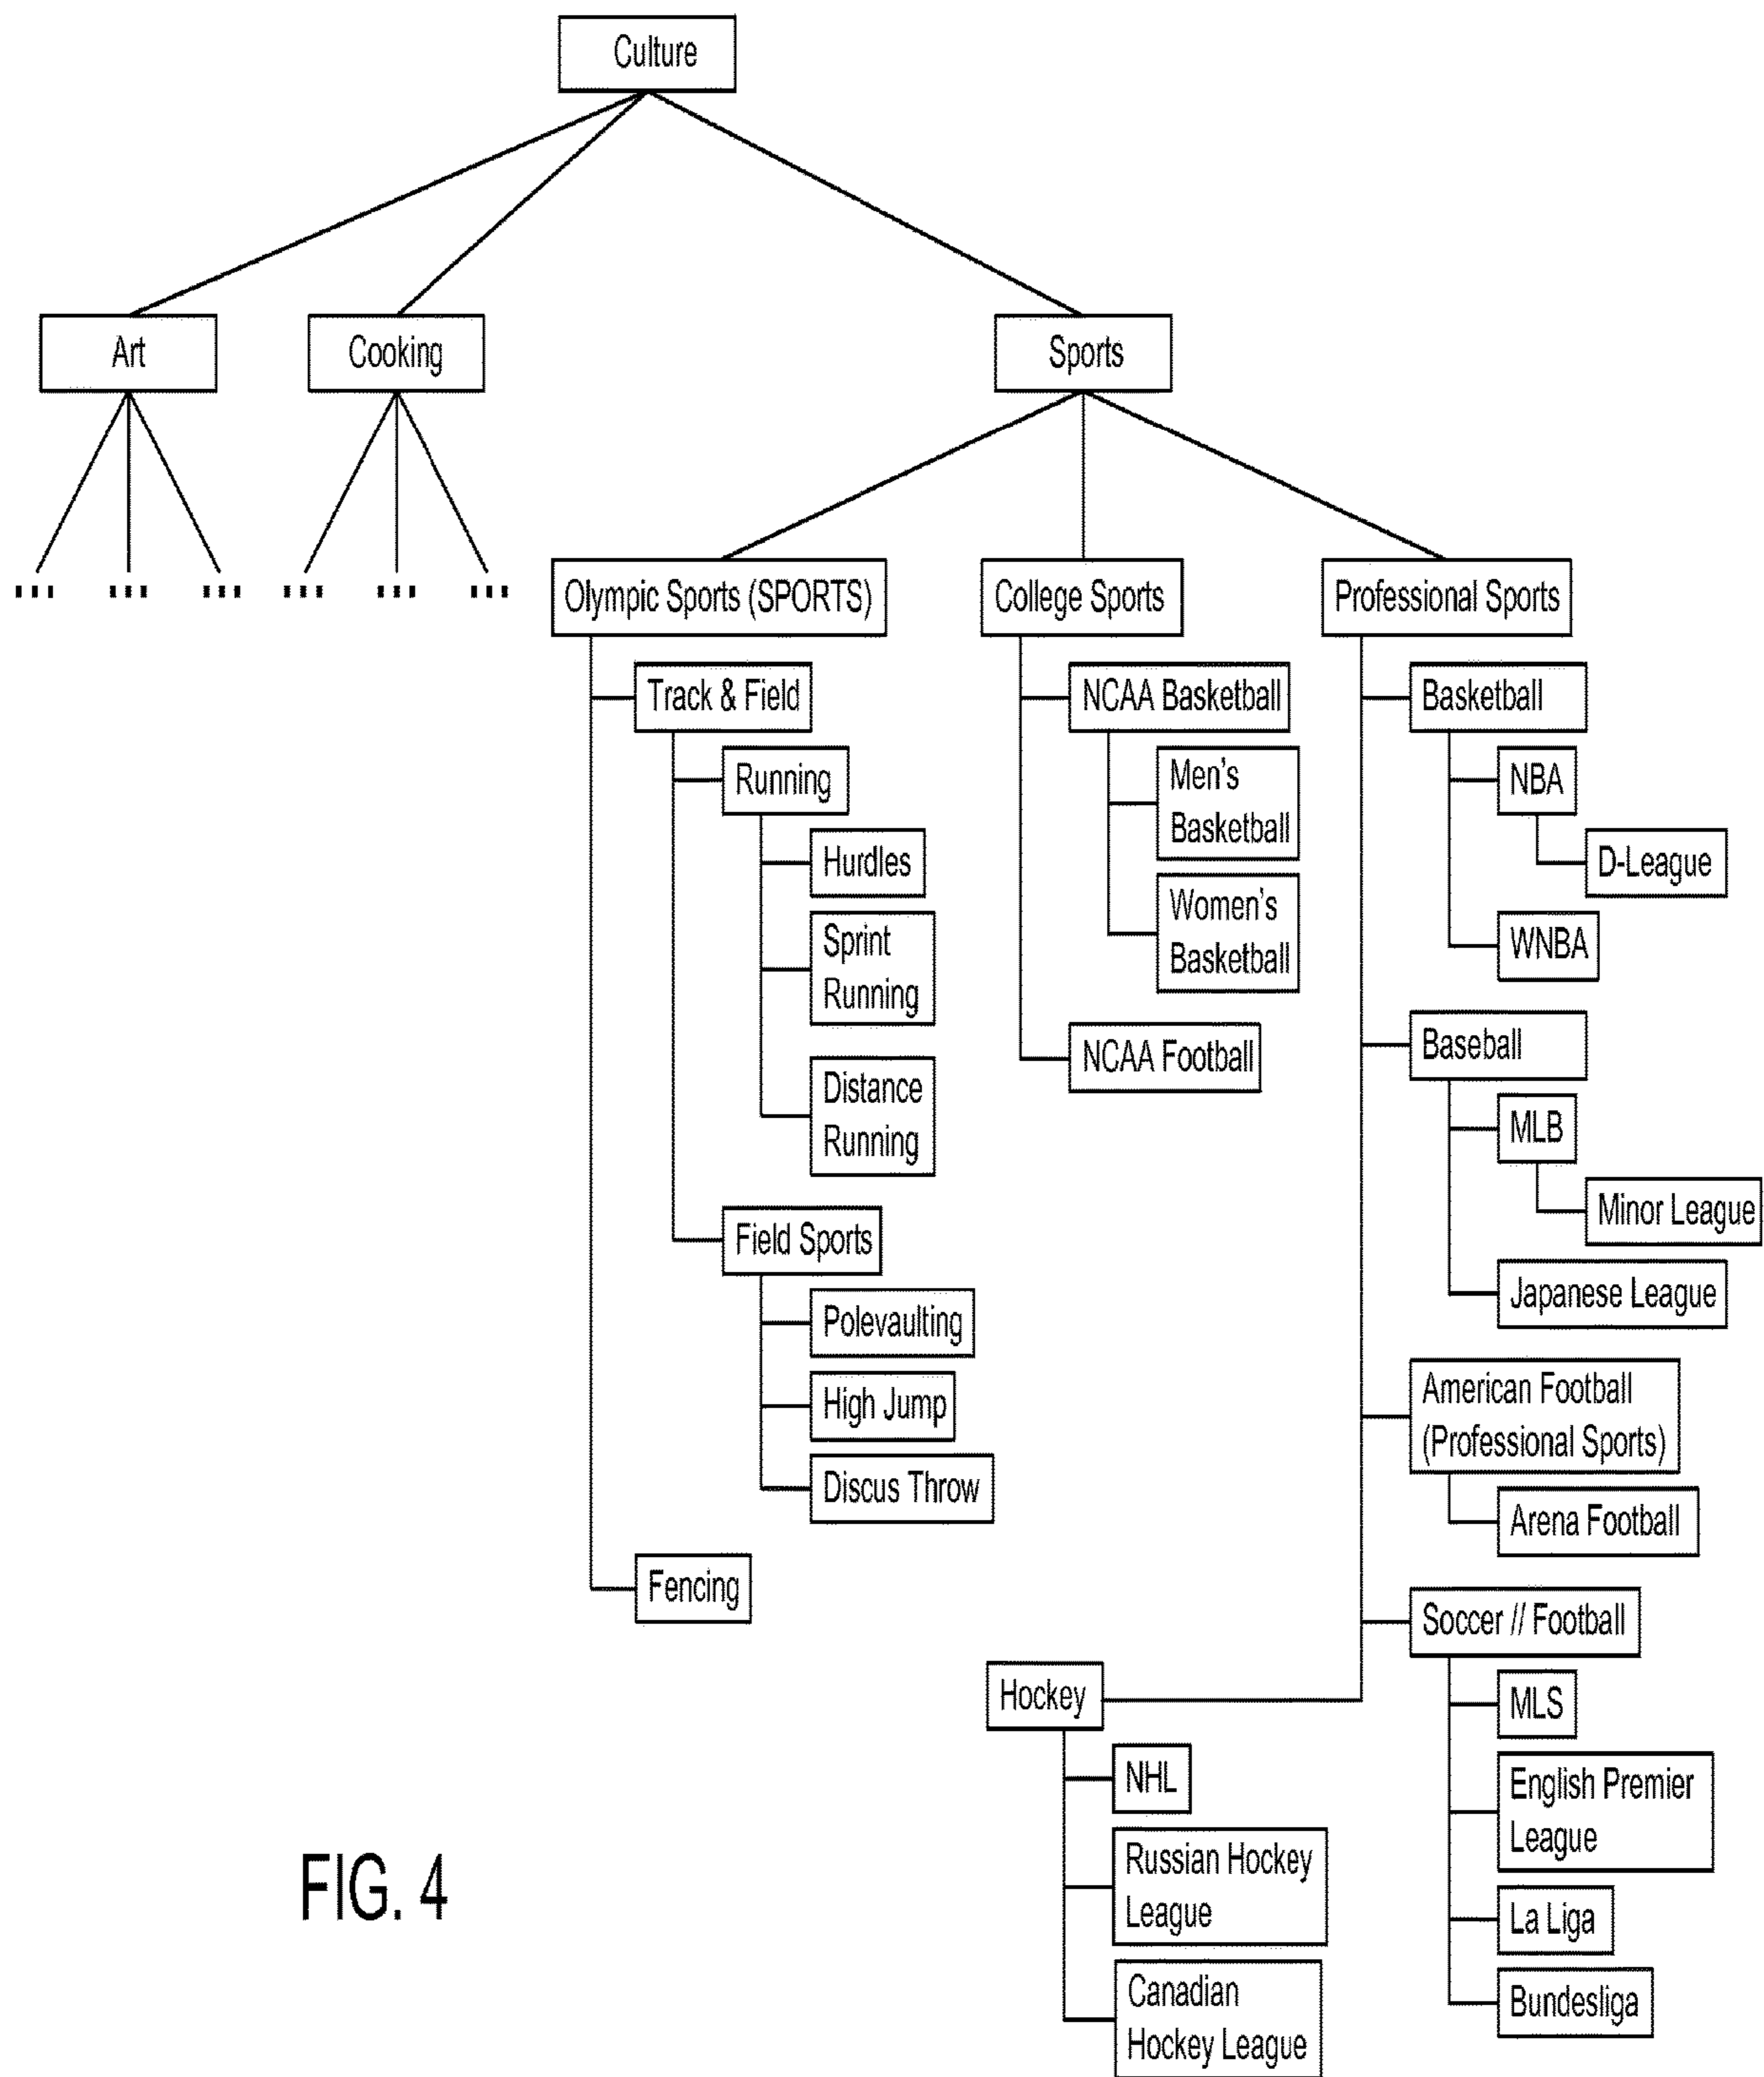 Culture
Art
Cooking
Sports
Olympic Sports (SPORTS)
Track & Field
Running
Hurdles
Sprint
Running
Distance
Running
Field Sports
Polevaulting
High Jump
Discus Throw
Fencing
College Sports
NCAA Basketball
Men's
Basketball
Women's
Basketball
NCAA Football
Professional Sports
Basketball
NBA
D-League
WNBA
Baseball
MLB
Minor League
Japanese League
American Football
(Professional Sports)
Arena Football
Soccer // Football
MLS
English Premier
League
La Liga
Bundesliga
Hockey
NHL
Russian Hockey
League
Canadian
Hockey League
FIG. 4